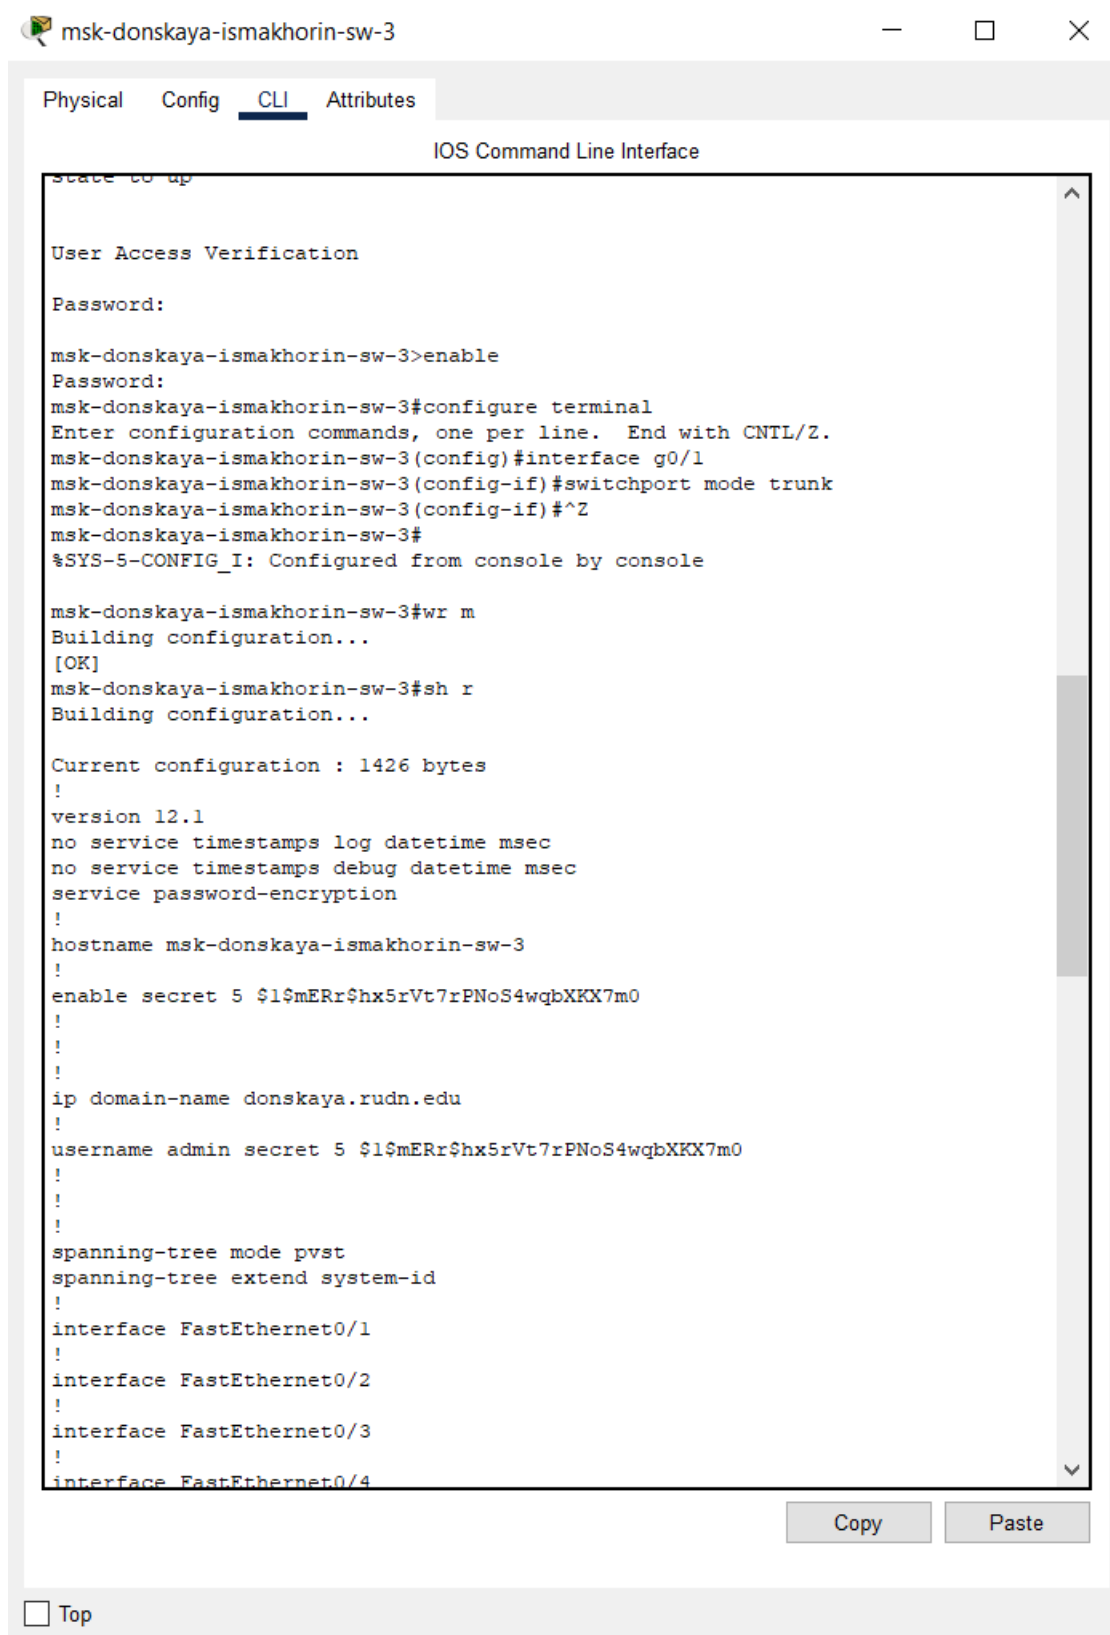 msk-donskaya-ismakhorin-sw-3
Physical Config CLI Attributes
IOS Command Line Interface
state to up
User Access Verification
Password:
msk-donskaya-ismakhorin-sw-3>enable
Password:
msk-donskaya-ismakhorin-sw-3#configure terminal
Enter configuration commands, one per line.  End with CNTL/Z.
msk-donskaya-ismakhorin-sw-3(config)#interface g0/1
msk-donskaya-ismakhorin-sw-3(config-if)#switchport mode trunk
msk-donskaya-ismakhorin-sw-3(config-if)#^Z
msk-donskaya-ismakhorin-sw-3#
%SYS-5-CONFIG_I: Configured from console by console
msk-donskaya-ismakhorin-sw-3#wr m
Building configuration...
[OK]
msk-donskaya-ismakhorin-sw-3#sh r
Building configuration...
Current configuration : 1426 bytes
!
version 12.1
no service timestamps log datetime msec
no service timestamps debug datetime msec
service password-encryption
!
hostname msk-donskaya-ismakhorin-sw-3
!
enable secret 5 $1$mERr$hx5rVt7rPNoS4wqbXKX7m0
!
!
!
ip domain-name donskaya.rudn.edu
!
username admin secret 5 $1$mERr$hx5rVt7rPNoS4wqbXKX7m0
!
!
!
spanning-tree mode pvst
spanning-tree extend system-id
!
interface FastEthernet0/1
!
interface FastEthernet0/2
!
interface FastEthernet0/3
!
interface FastEthernet0/4
Copy Paste
Top